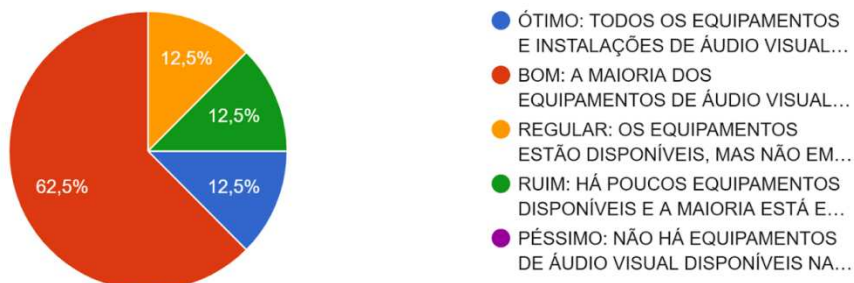 12,5%
12,5%
12,5%
62,5%
ÓTIMO: TODOS OS EQUIPAMENTOS
E INSTALAÇÕES DE ÁUDIO VISUAL...
BOM: A MAIORIA DOS
EQUIPAMENTOS DE ÁUDIO VISUAL...
REGULAR: OS EQUIPAMENTOS
ESTÃO DISPONÍVEIS, MAS NÃO EM...
RUIM: HÁ POUCOS EQUIPAMENTOS
DISPONÍVEIS E A MAIORIA ESTÁ E...
PÉSSIMO: NÃO HÁ EQUIPAMENTOS
DE ÁUDIO VISUAL DISPONÍVEIS NA...